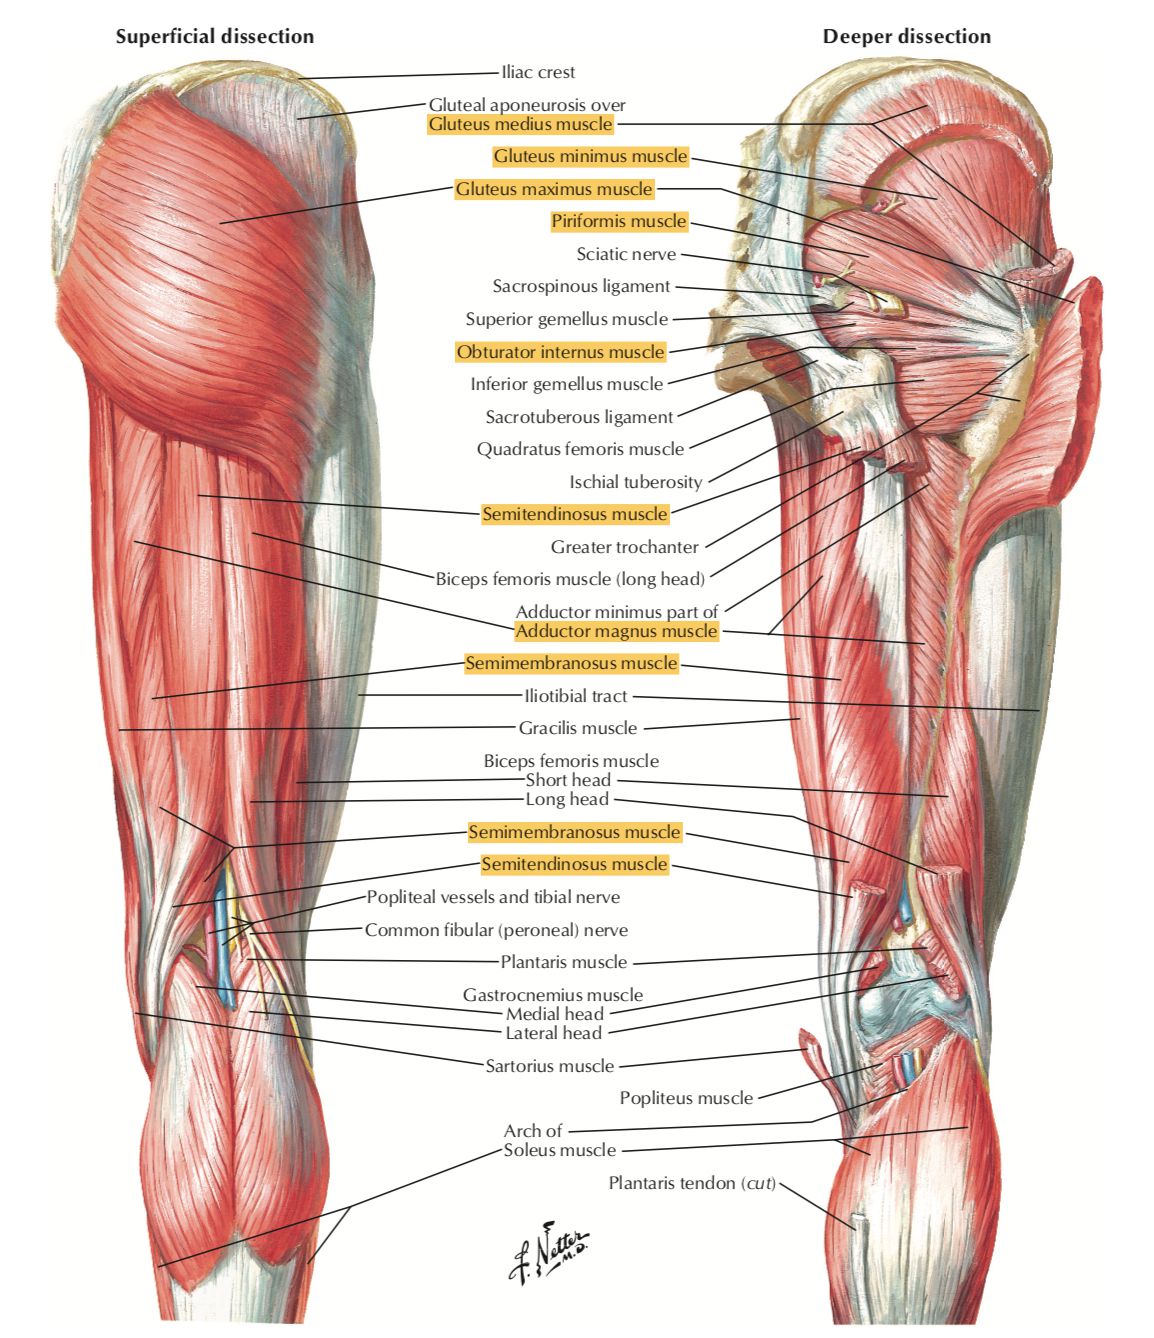 Superficial dissection
Deeper dissection
Iliac crest
Gluteal aponeurosis over
Gluteus medius muscle
Gluteus minimus muscle
Gluteus maximus muscle
Piriformis muscle
Sciatic nerve
Sacrospinous ligament
Superior gemellus muscle
Obturator internus muscle
Inferior gemellus muscle
Sacrotuberous ligament
Quadratus femoris muscle
Ischial tuberosity
Semitendinosus muscle
Greater trochanter
Biceps femoris muscle (long head)
Adductor minimus part of
Adductor magnus muscle
Semimembranosus muscle
Iliotibial tract
Gracilis muscle
Biceps femoris muscle
Short head
Long head
Semimembranosus muscle
Semitendinosus muscle
Popliteal vessels and tibial nerve
Common fibular (peroneal) nerve
Plantaris muscle
Gastrocnemius muscle
Medial head
Lateral head
Sartorius muscle
Popliteus muscle
Arch of
Soleus muscle
Plantaris tendon (cut)
F. Netter
M.D.